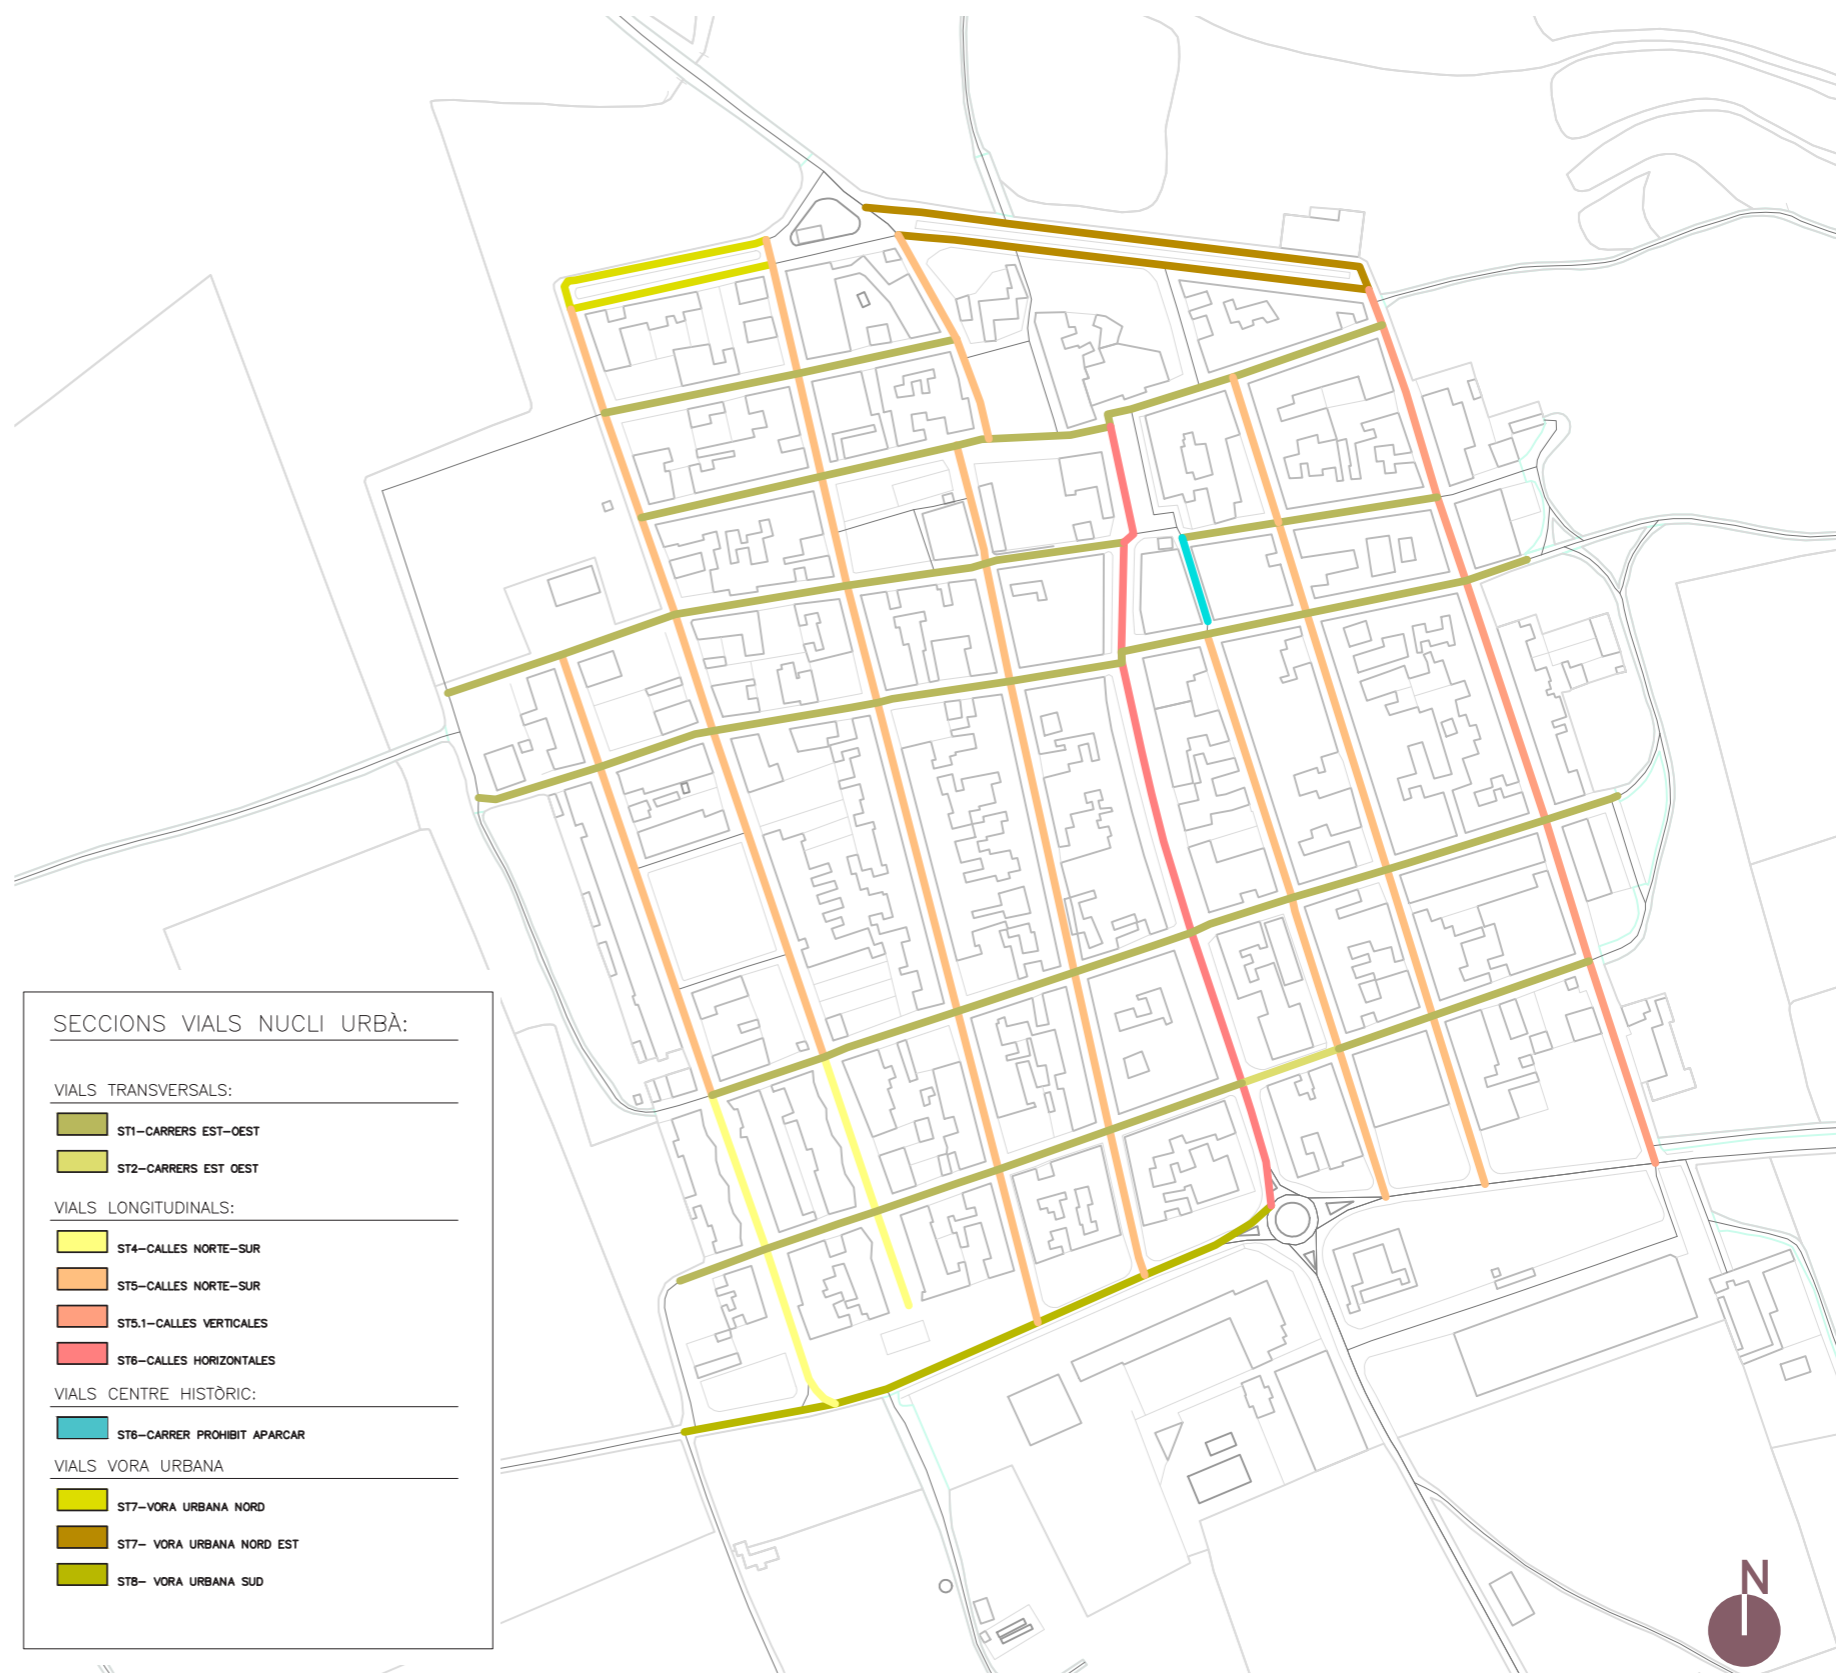 SECCIONS VIALS NUCLI URBÀ:
VIALS TRANSVERSALS:
ST1-CARRERS EST-OEST
ST2-CARRERS EST OEST
VIALS LONGITUDINALS:
ST4-CALLES NORTE-SUR
ST5-CALLES NORTE-SUR
ST5.1-CALLES VERTICALES
ST6-CALLES HORIZONTALES
VIALS CENTRE HISTÒRIC:
ST6-CARRER PROHIBIT APARCAR
VIALS VORA URBANA
ST7-VORA URBANA NORD
ST7- VORA URBANA NORD EST
ST8- VORA URBANA SUD
N